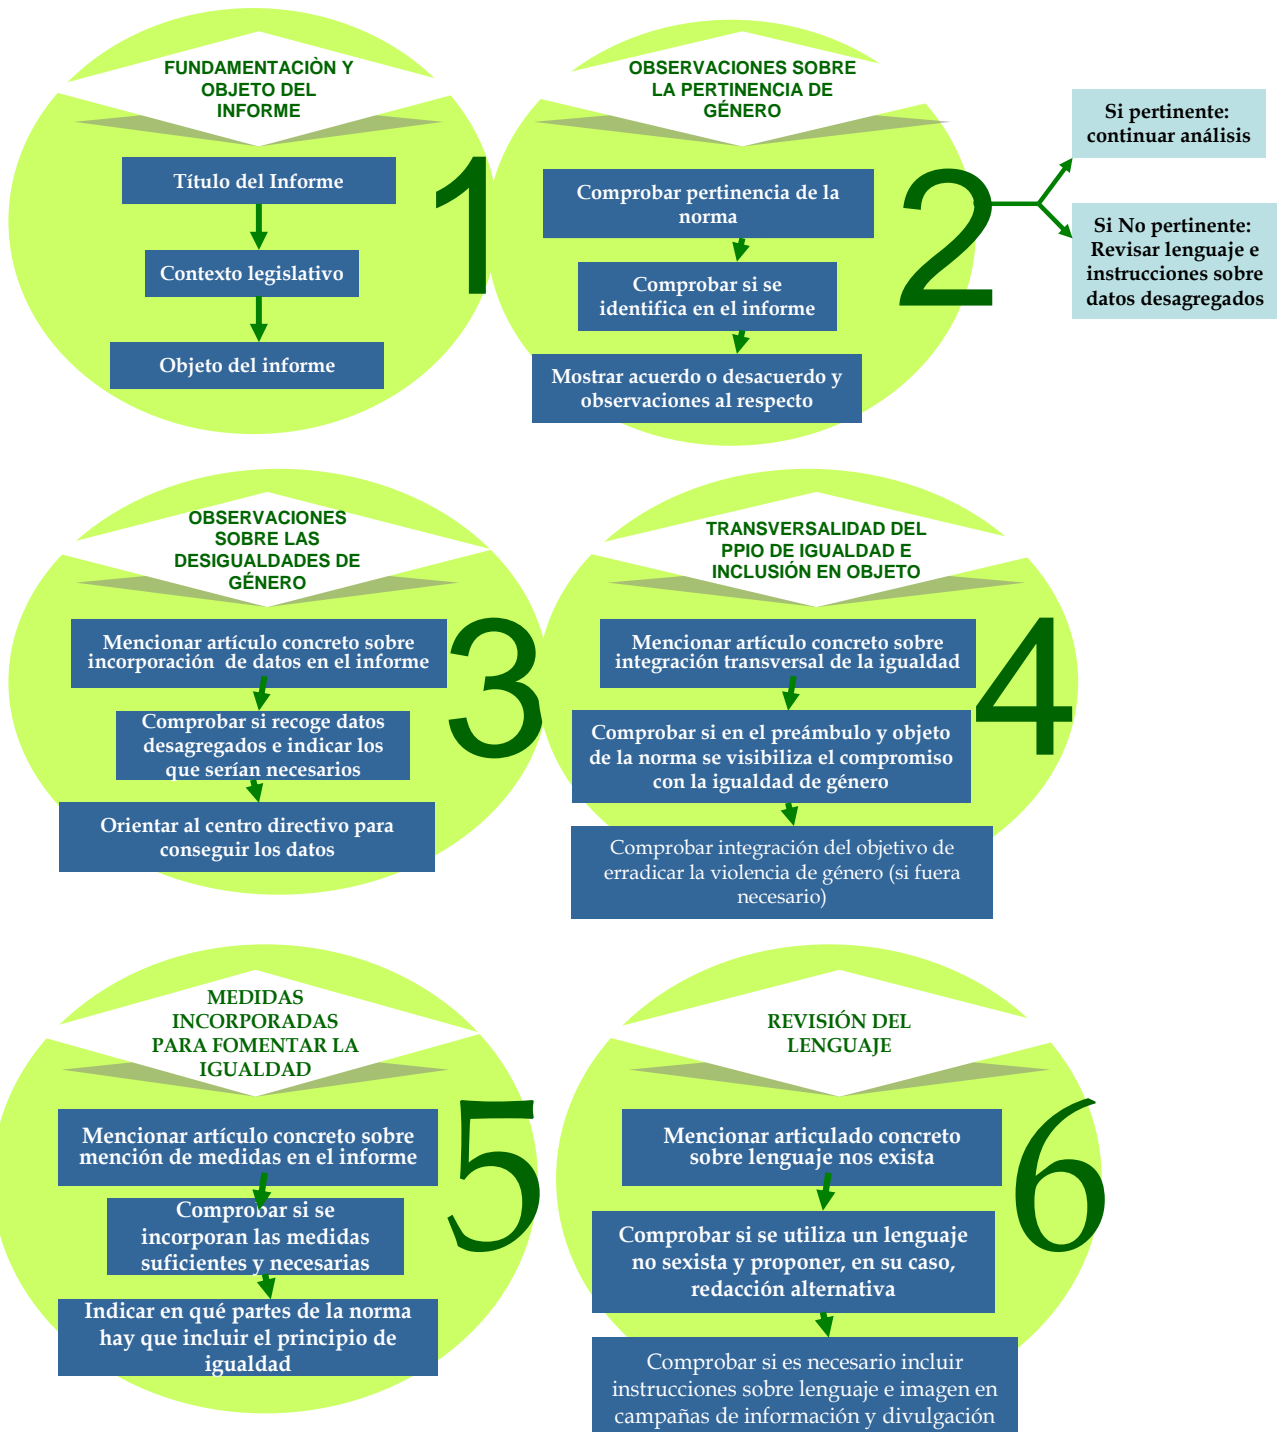 FUNDAMENTACIÒN Y
OBJETO DEL
INFORME
Título del Informe
Contexto legislativo
Objeto del informe
1
OBSERVACIONES SOBRE
LA PERTINENCIA DE
GÉNERO
Comprobar pertinencia de la
norma
Comprobar si se
identifica en el informe
Mostrar acuerdo o desacuerdo y
observaciones al respecto
2
Si pertinente:
continuar análisis
Si No pertinente:
Revisar lenguaje e
instrucciones sobre
datos desagregados
OBSERVACIONES
SOBRE LAS
DESIGUALDADES DE
GÉNERO
Mencionar artículo concreto sobre
incorporación de datos en el informe
Comprobar si recoge datos
desagregados e indicar los
que serían necesarios
Orientar al centro directivo para
conseguir los datos
3
TRANSVERSALIDAD DEL
PPIO DE IGUALDAD E
INCLUSIÓN EN OBJETO
Mencionar artículo concreto sobre
integración transversal de la igualdad
Comprobar si en el preámbulo y objeto
de la norma se visibiliza el compromiso
con la igualdad de género
Comprobar integración del objetivo de
erradicar la violencia de género (si fuera
necesario)
4
MEDIDAS
INCORPORADAS
PARA FOMENTAR LA
IGUALDAD
Mencionar artículo concreto sobre
mención de medidas en el informe
Comprobar si se
incorporan las medidas
suficientes y necesarias
Indicar en qué partes de la norma
hay que incluir el principio de
igualdad
5
REVISIÓN DEL
LENGUAJE
Mencionar articulado concreto
sobre lenguaje nos exista
Comprobar si se utiliza un lenguaje
no sexista y proponer, en su caso,
redacción alternativa
Comprobar si es necesario incluir
instrucciones sobre lenguaje e imagen en
campañas de información y divulgación
6